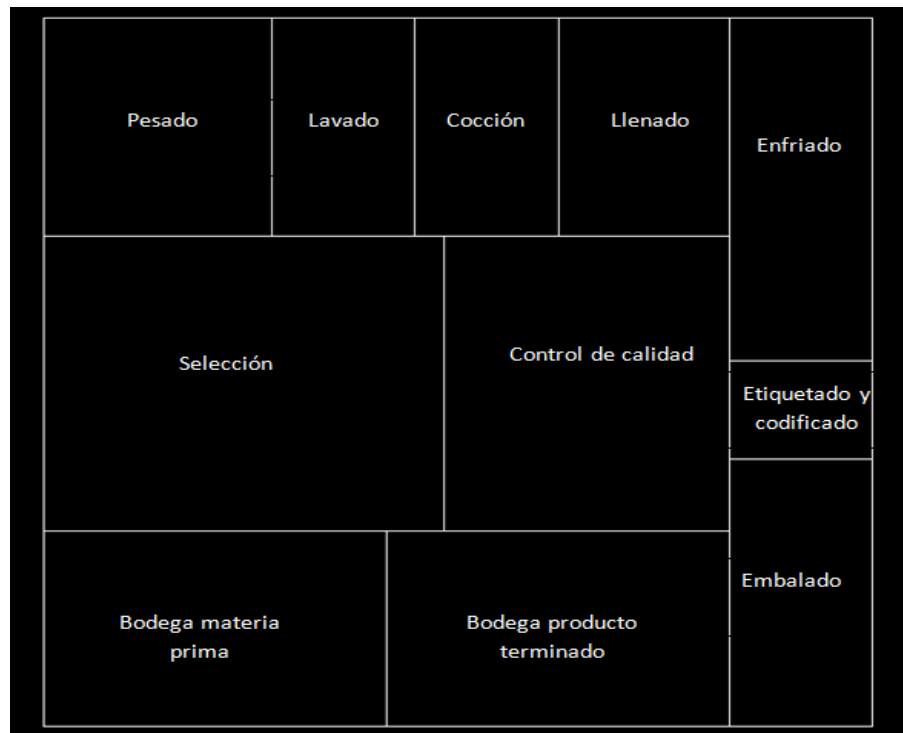 Pesado
Lavado
Cocción
Llenado
Enfriado
Selección
Control de calidad
Etiquetado y
codificado
Bodega materia
prima
Bodega producto
terminado
Embalado